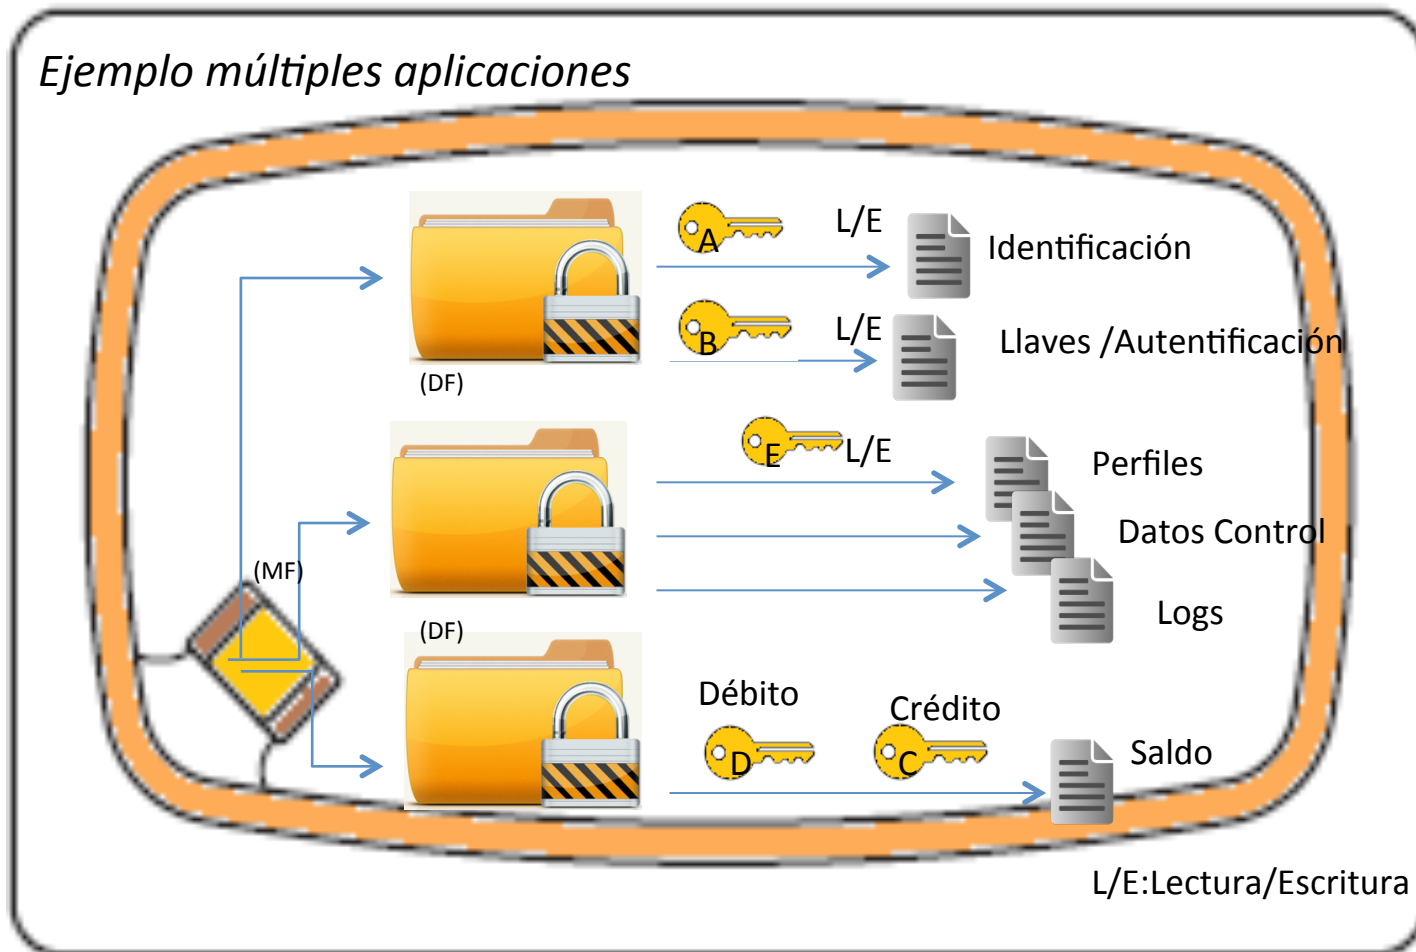 Ejemplo múltiples aplicaciones
A
L/E
Identificación
B
L/E
Llaves /Autentificación
(DF)
E
L/E
Perfiles
Datos Control
(MF)
Logs
(DF)
Débito
Crédito
D
C
Saldo
L/E:Lectura/Escritura